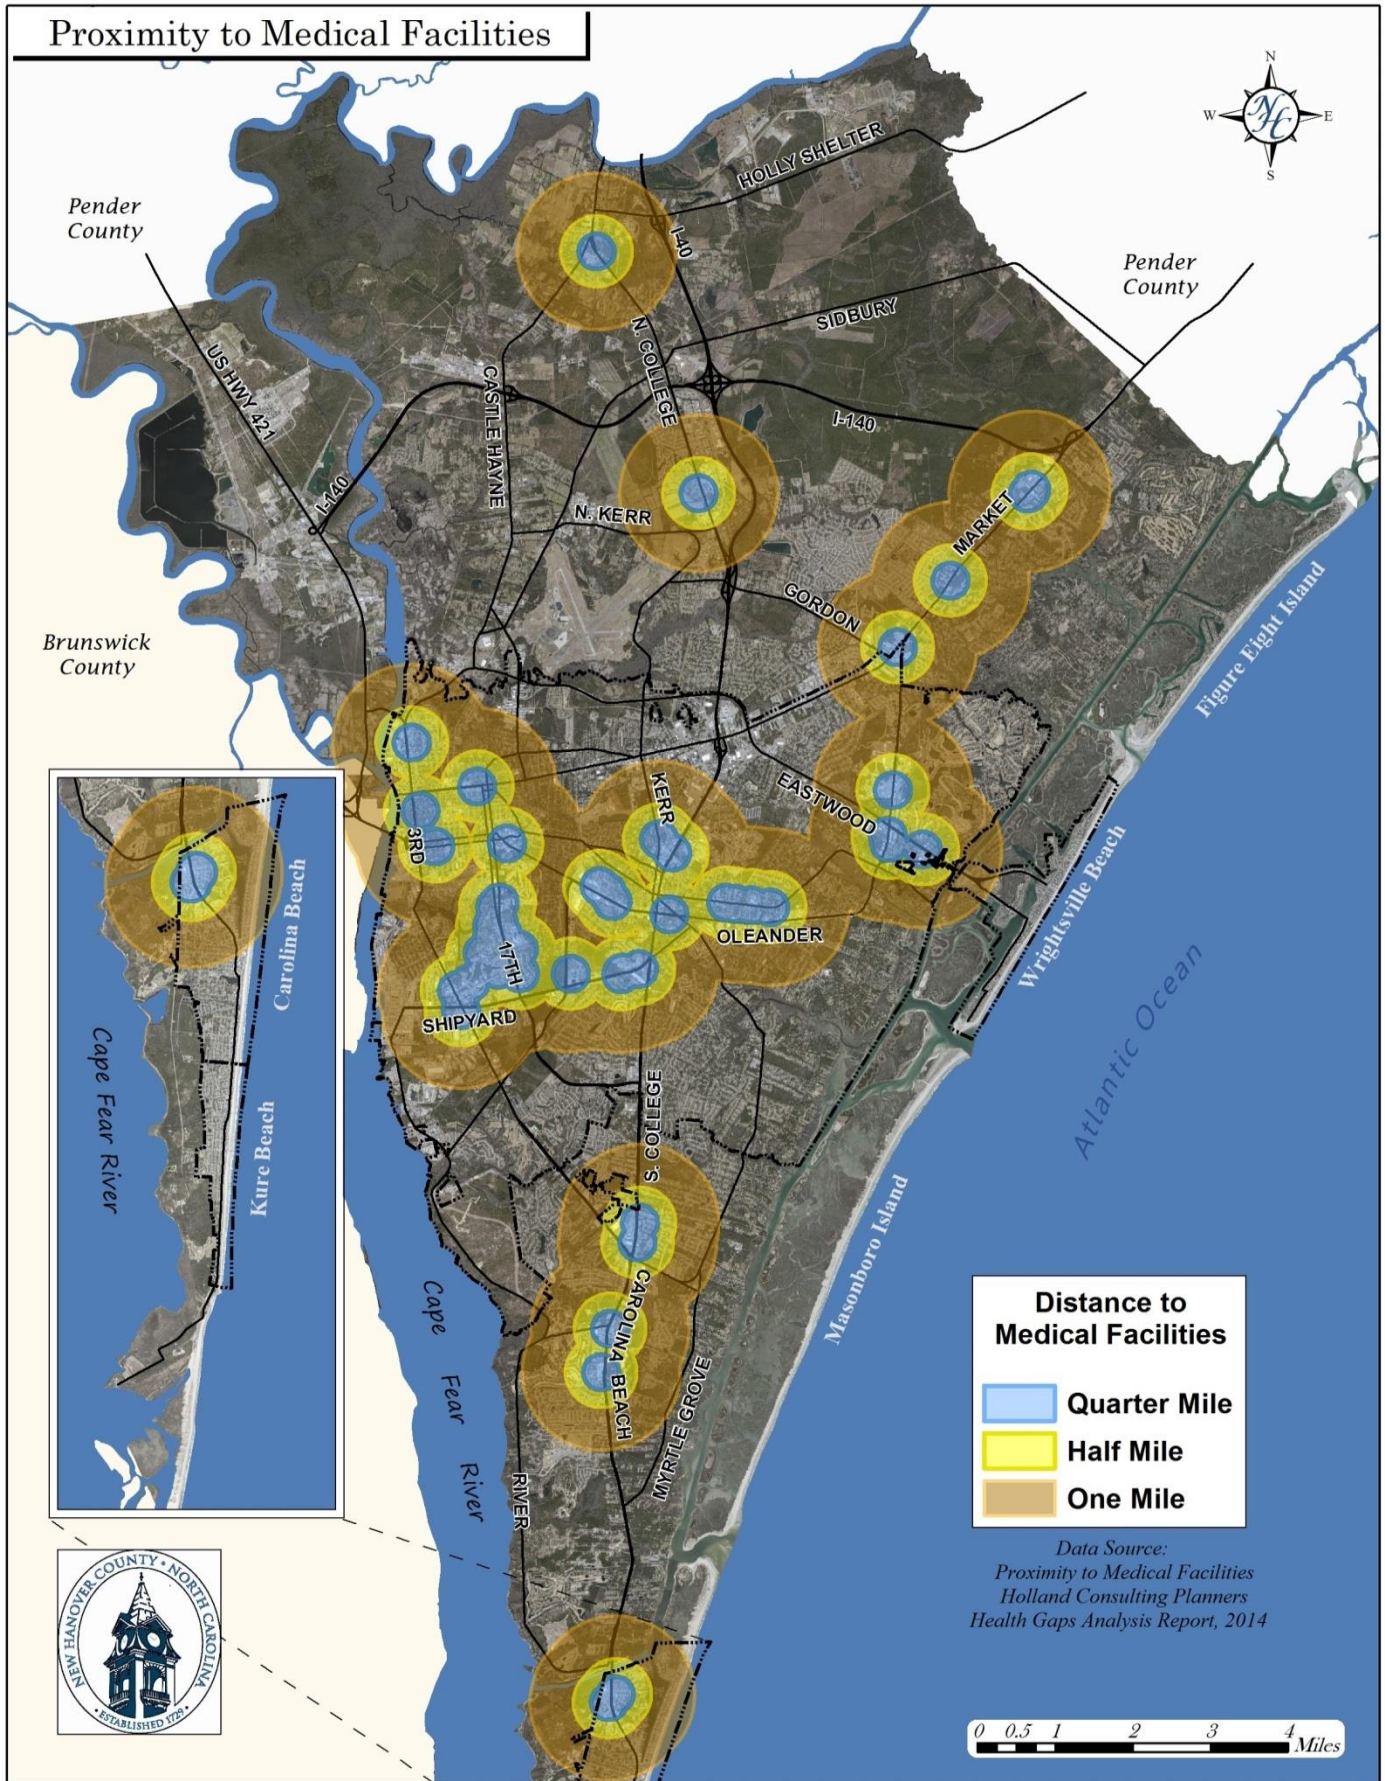 Proximity to Medical Facilities
N
W
E
S
NHC
HOLLY SHELTER
Pender
County
I-40
Pender
County
SIDBURY
N. COLLEGE
US HWY 421
CASTLE HAYNE
I-140
I-140
N. KERR
MARKET
GORDON
Brunswick
County
Figure Eight Island
KERR
EASTWOOD
3RD
Wrightsville Beach
OLEANDER
17TH
SHIPYARD
Carolina Beach
Atlantic Ocean
Cape Fear River
Kure Beach
S. COLLEGE
Masonboro Island
CAROLINA BEACH
Cape
Fear
River
MYRTLE GROVE
RIVER
Distance to
Medical Facilities
Quarter Mile
Half Mile
One Mile
Data Source:
Proximity to Medical Facilities
Holland Consulting Planners
Health Gaps Analysis Report, 2014
NEW HANOVER COUNTY • NORTH CAROLINA
• ESTABLISHED 1729 •
0 0.5 1 2 3 4
Miles